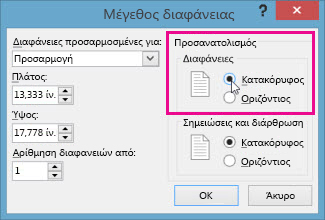 Μέγεθος διαφάνειας
Διαφάνειες προσαρμοσμένες για:
Προσαρμογή
Πλάτος:
13,333 ίν.
Ύψος:
17,778 ίν.
Αρίθμηση διαφανειών από:
1
Προσανατολισμός
Διαφάνειες
Κατακόρυφος
Οριζόντιος
Σημειώσεις και διάρθρωση
Κατακόρυφος
Οριζόντιος
OK
Άκυρο